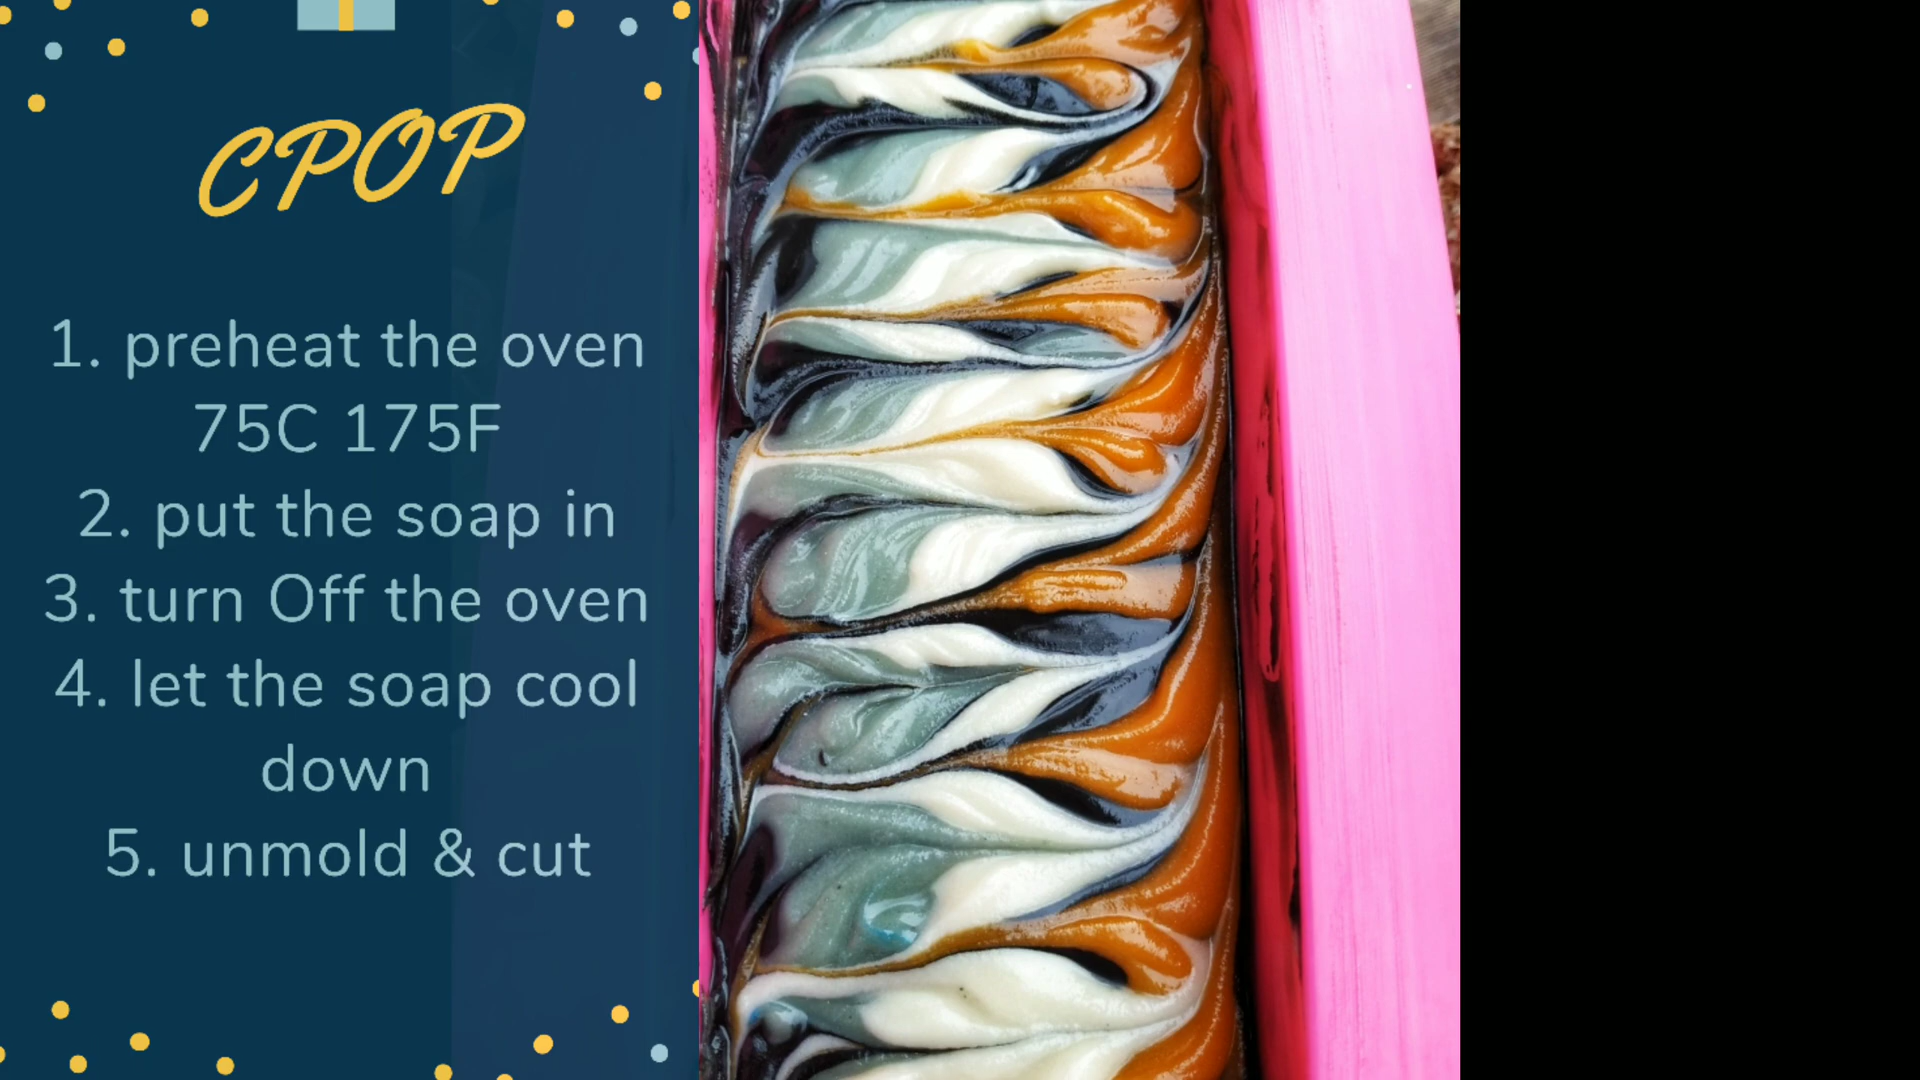 CPOP
1. preheat the oven
75C 175F
2. put the soap in
3. turn Off the oven
4. let the soap cool
down
5. unmold & cut